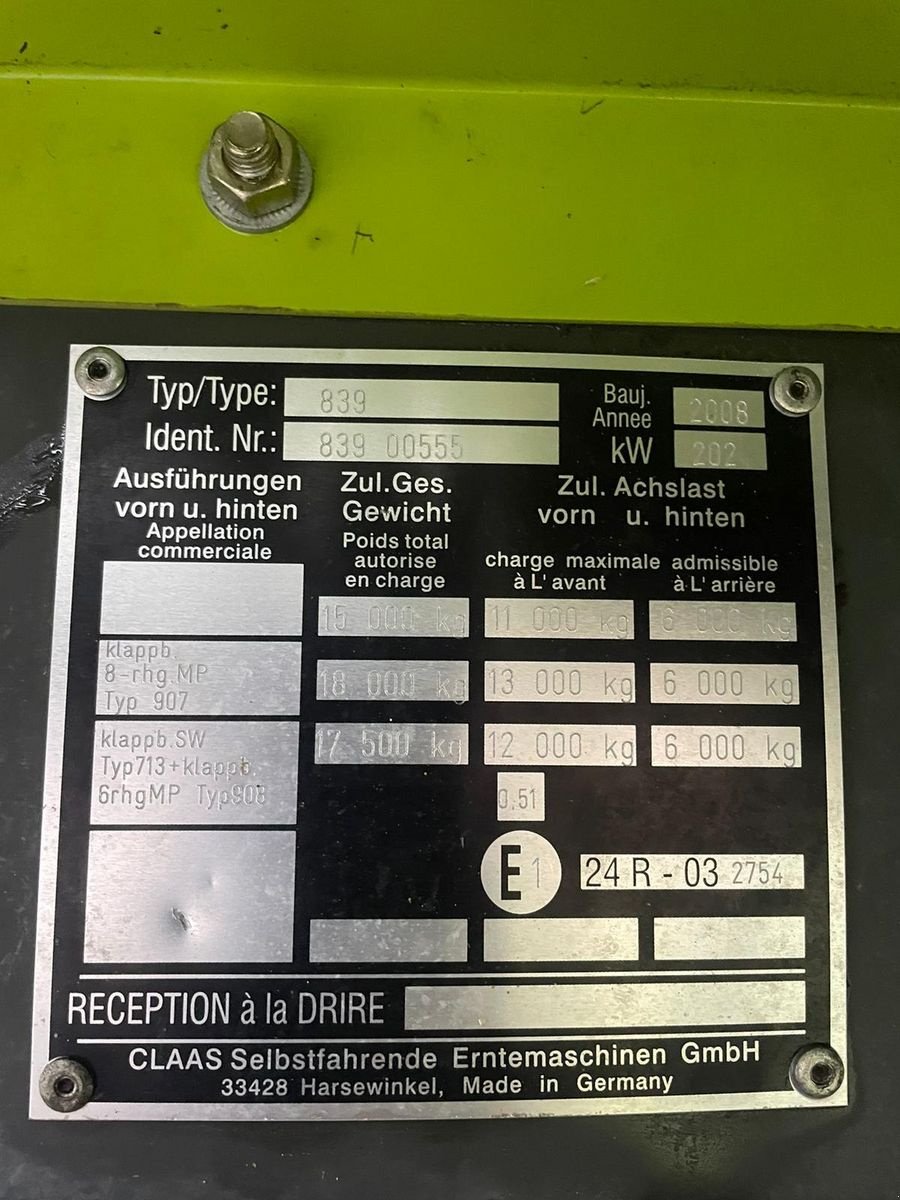 Typ/Type: 839 Bauj. Annee 2008
Ident. Nr.: 839 00555 kW 202
Ausführungen vorn u. hinten
Appellation commerciale
Zul.Ges. Gewicht
Poids total autorise en charge
Zul. Achslast vorn u. hinten
charge maximale admissible
à L'avant à L'arrière
15 000 kg 11 000 kg 6 000 kg
klappb.
8-rhg.MP
Typ 907
18 000 kg 13 000 kg 6 000 kg
klappb.SW
Typ713+klappb.
6rhgMP Typ908
17 500 kg 12 000 kg 6 000 kg
0.51
E1 24 R - 03 2754
RECEPTION à la DRIRE
CLAAS Selbstfahrende Erntemaschinen GmbH
33428 Harsewinkel, Made in Germany